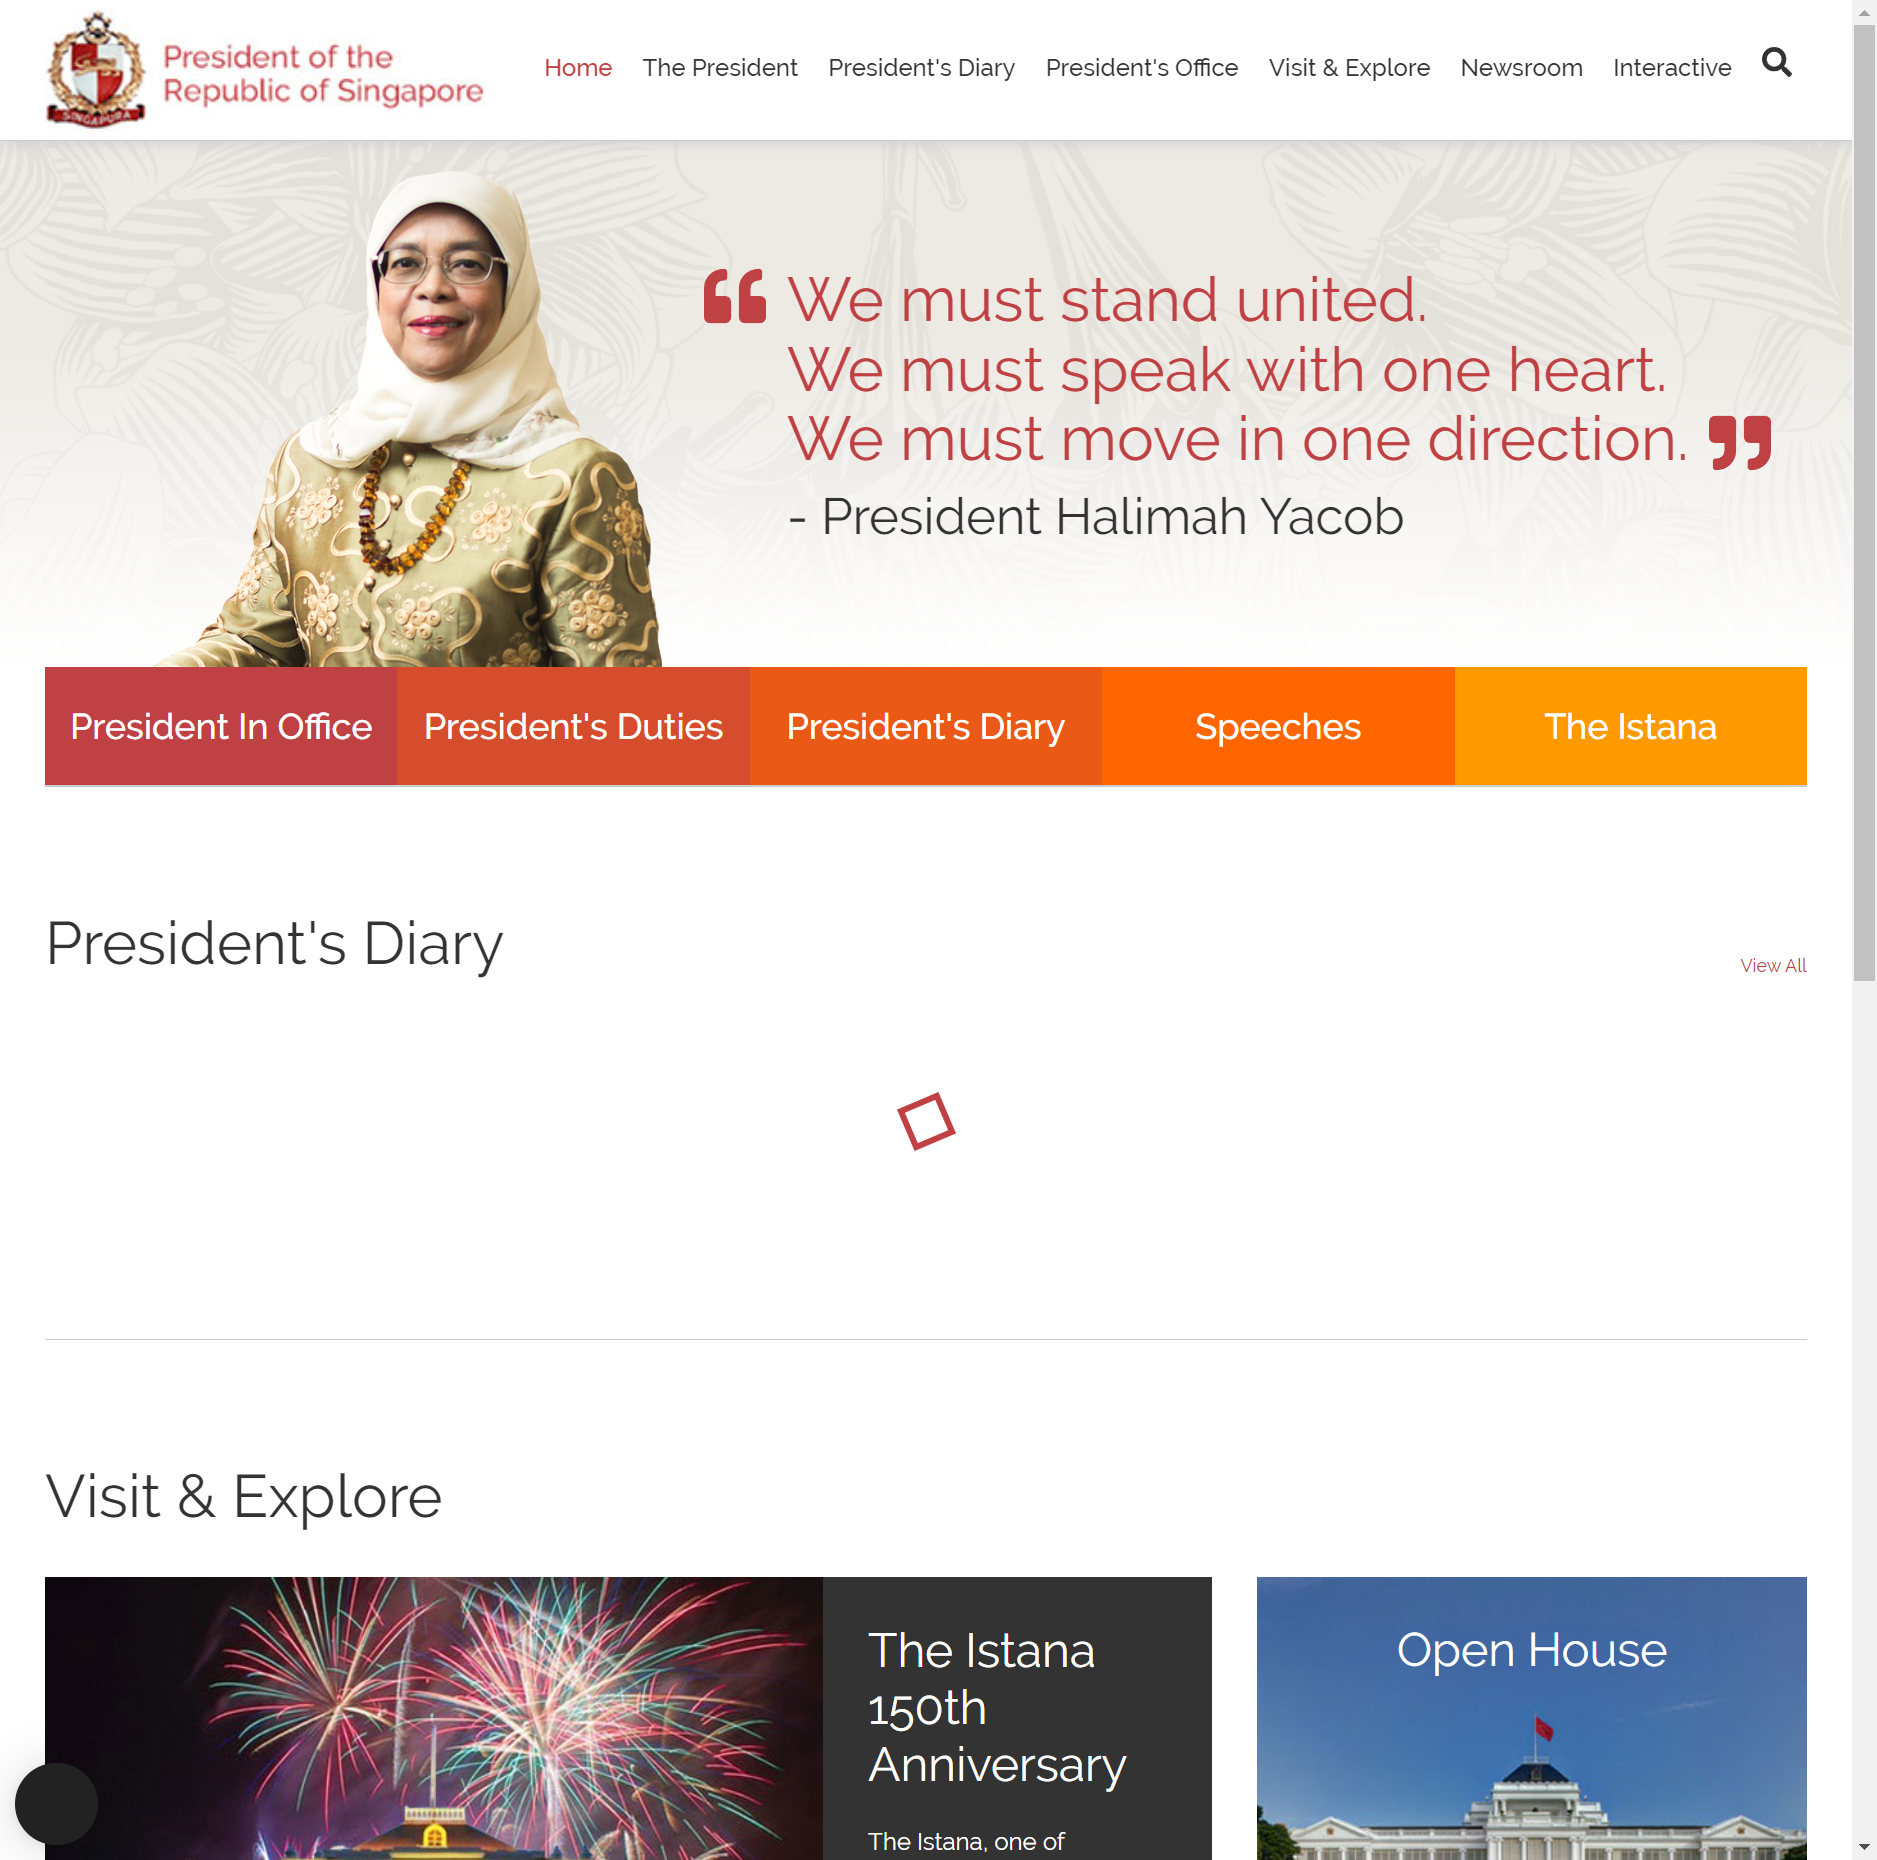 SINGAPURA
President of the
Republic of Singapore
Home The President President's Diary President's Office Visit & Explore Newsroom Interactive
We must stand united.
We must speak with one heart.
We must move in one direction.
- President Halimah Yacob
President In Office President's Duties President's Diary Speeches The Istana
President's Diary
View All
Visit & Explore
The Istana
150th
Anniversary
The Istana, one of
Open House